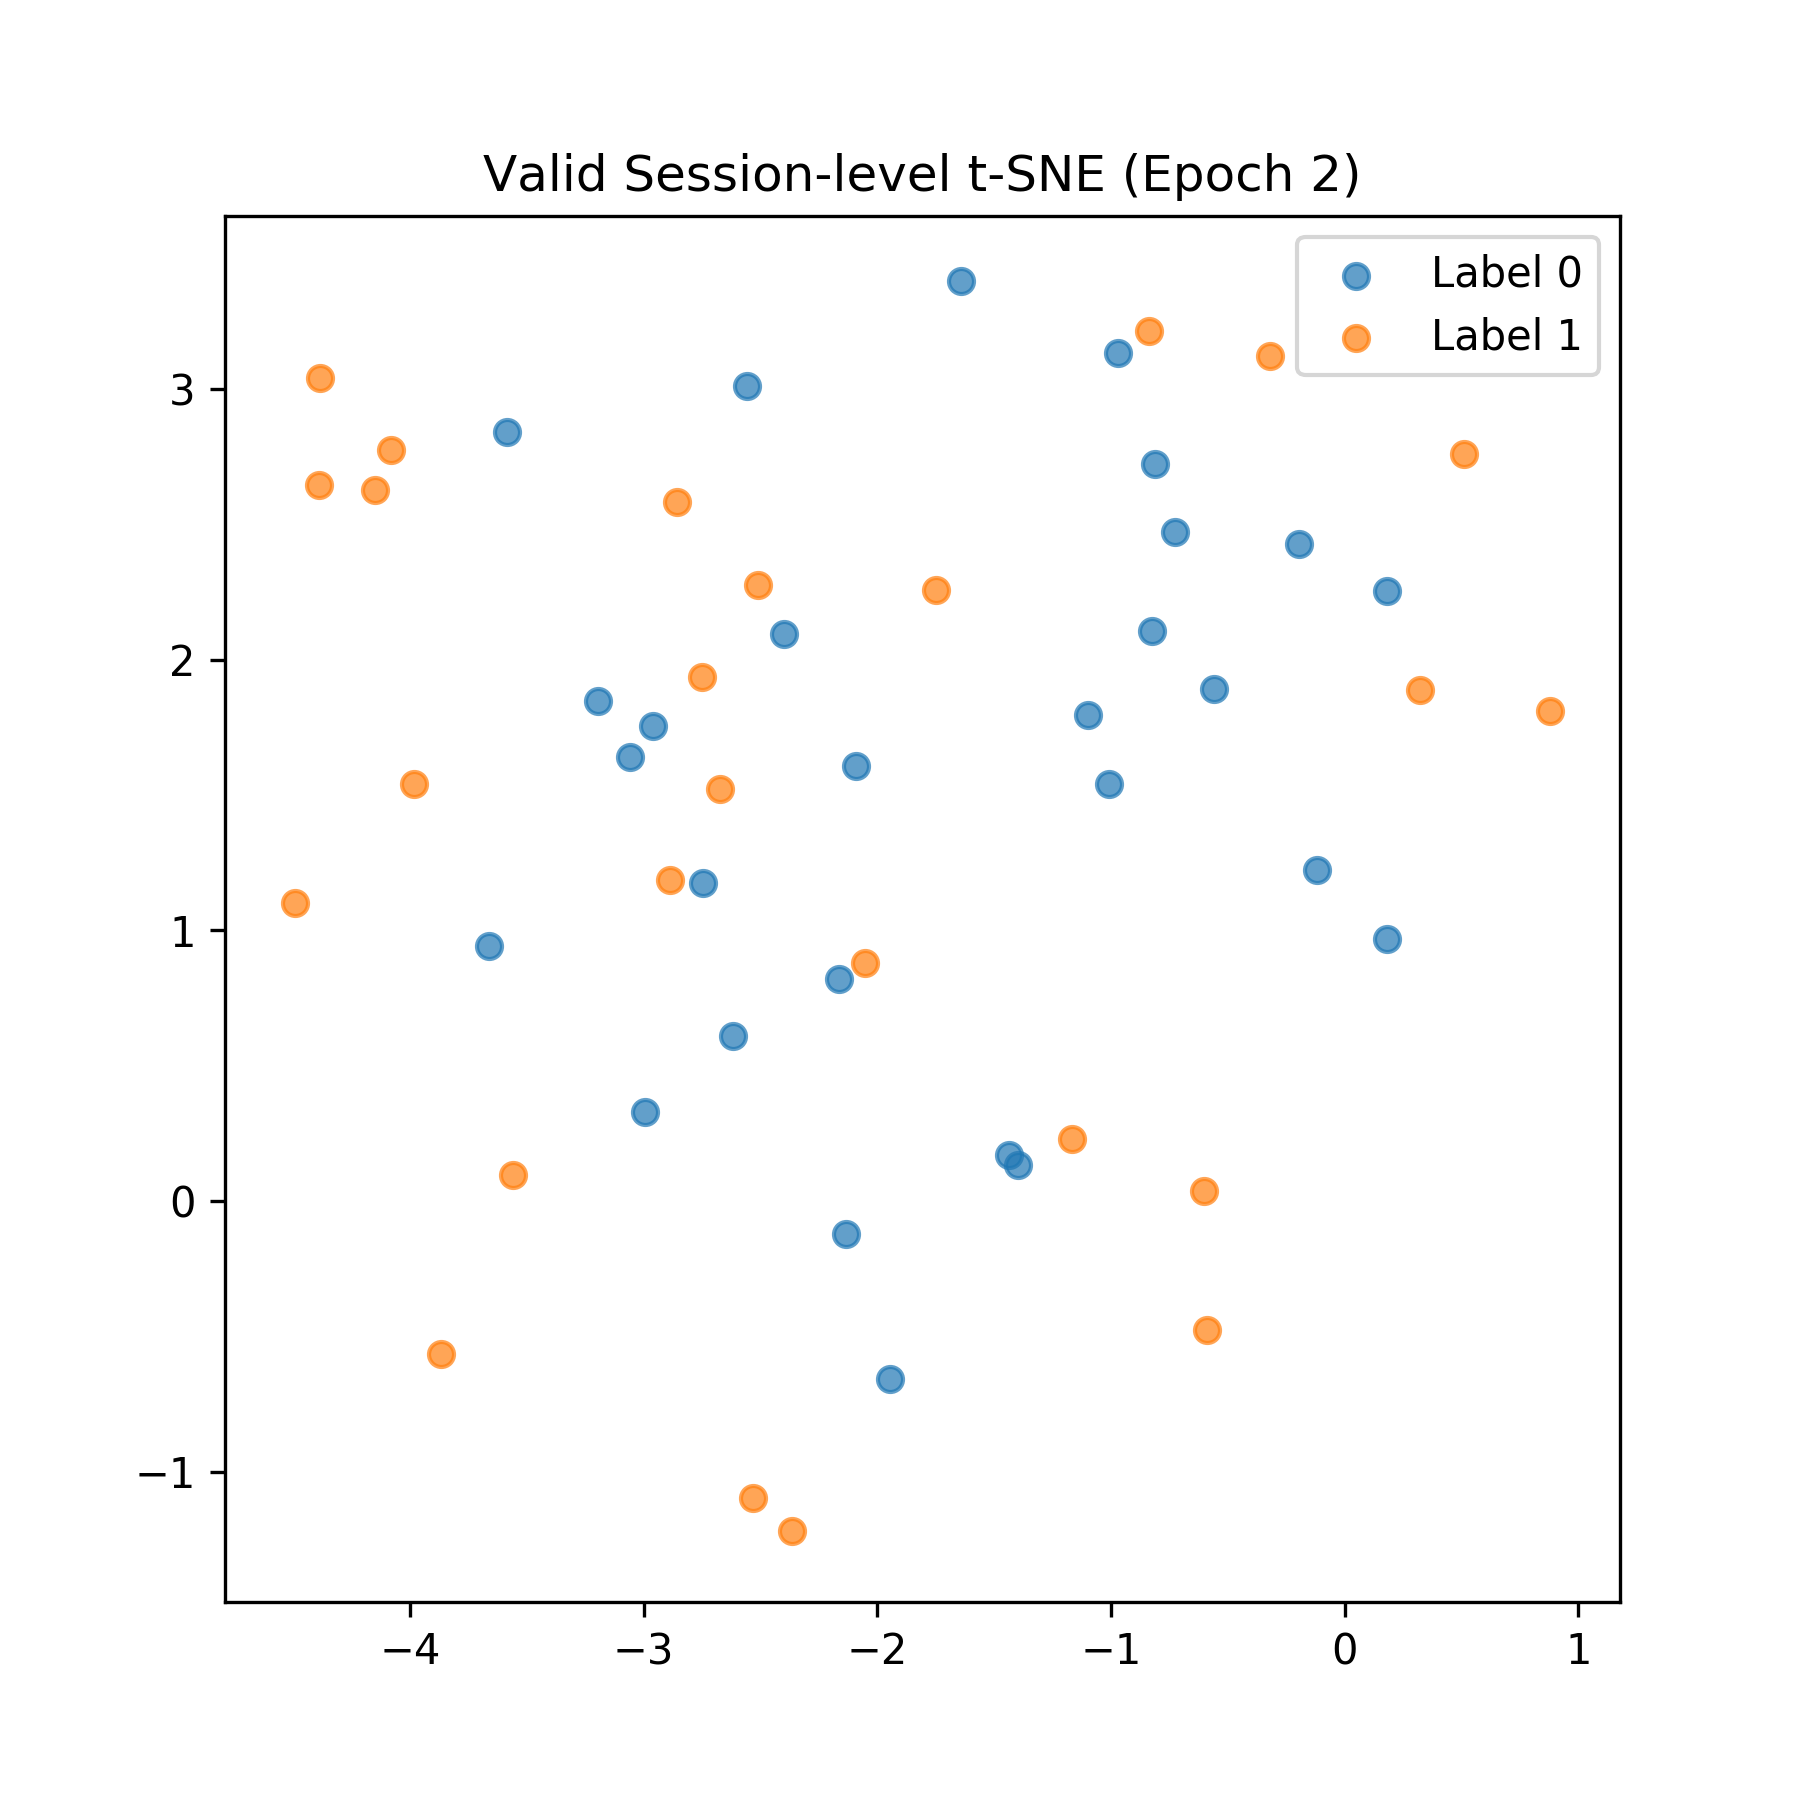 Valid Session-level t-SNE (Epoch 2)
Label 0
Label 1
3
2
1
0
−1
−4 −3 −2 −1 0 1